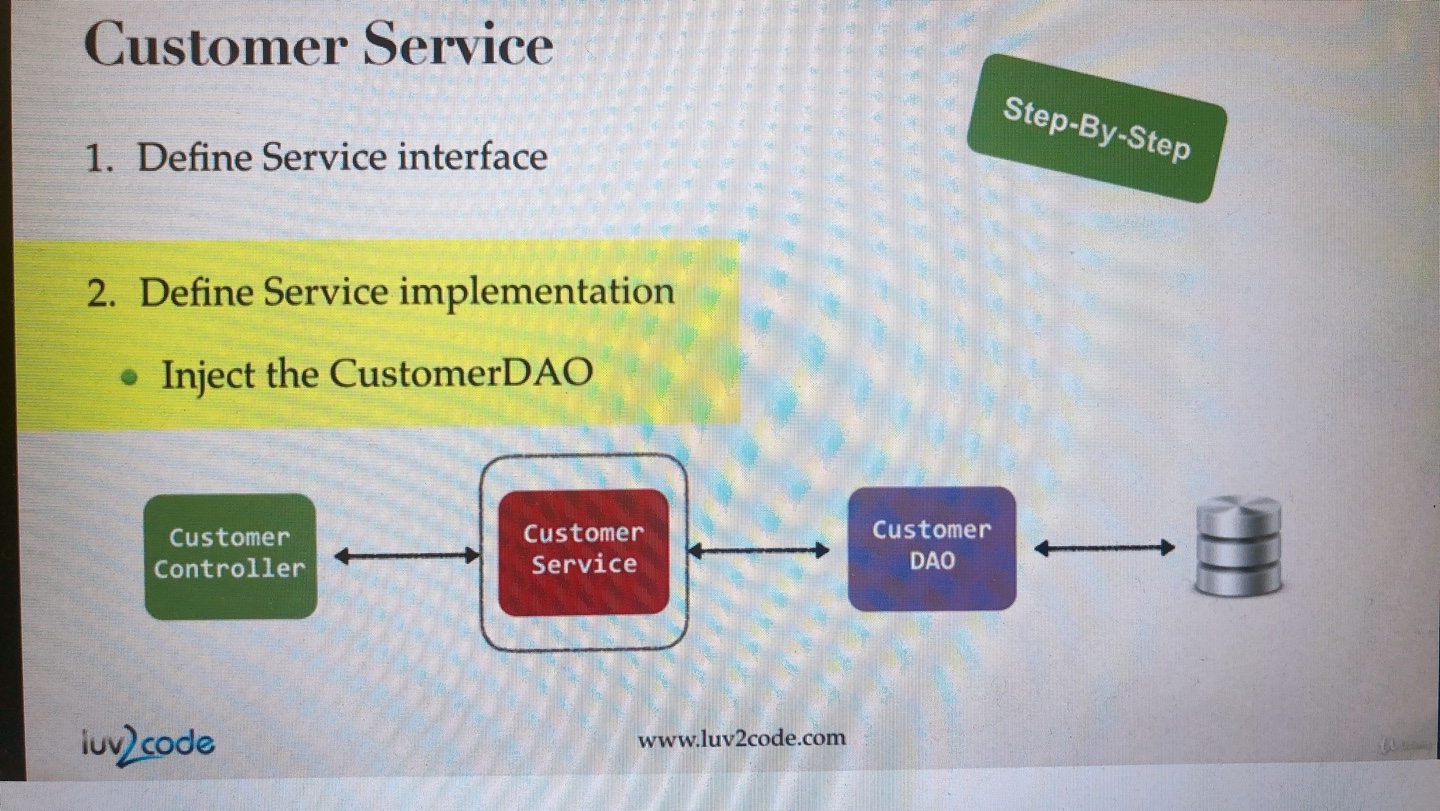 Customer Service
Step-By-Step
1. Define Service interface
2. Define Service implementation
• Inject the CustomerDAO
Customer
Controller
Customer
Service
Customer
DAO
luv2code
www.luv2code.com